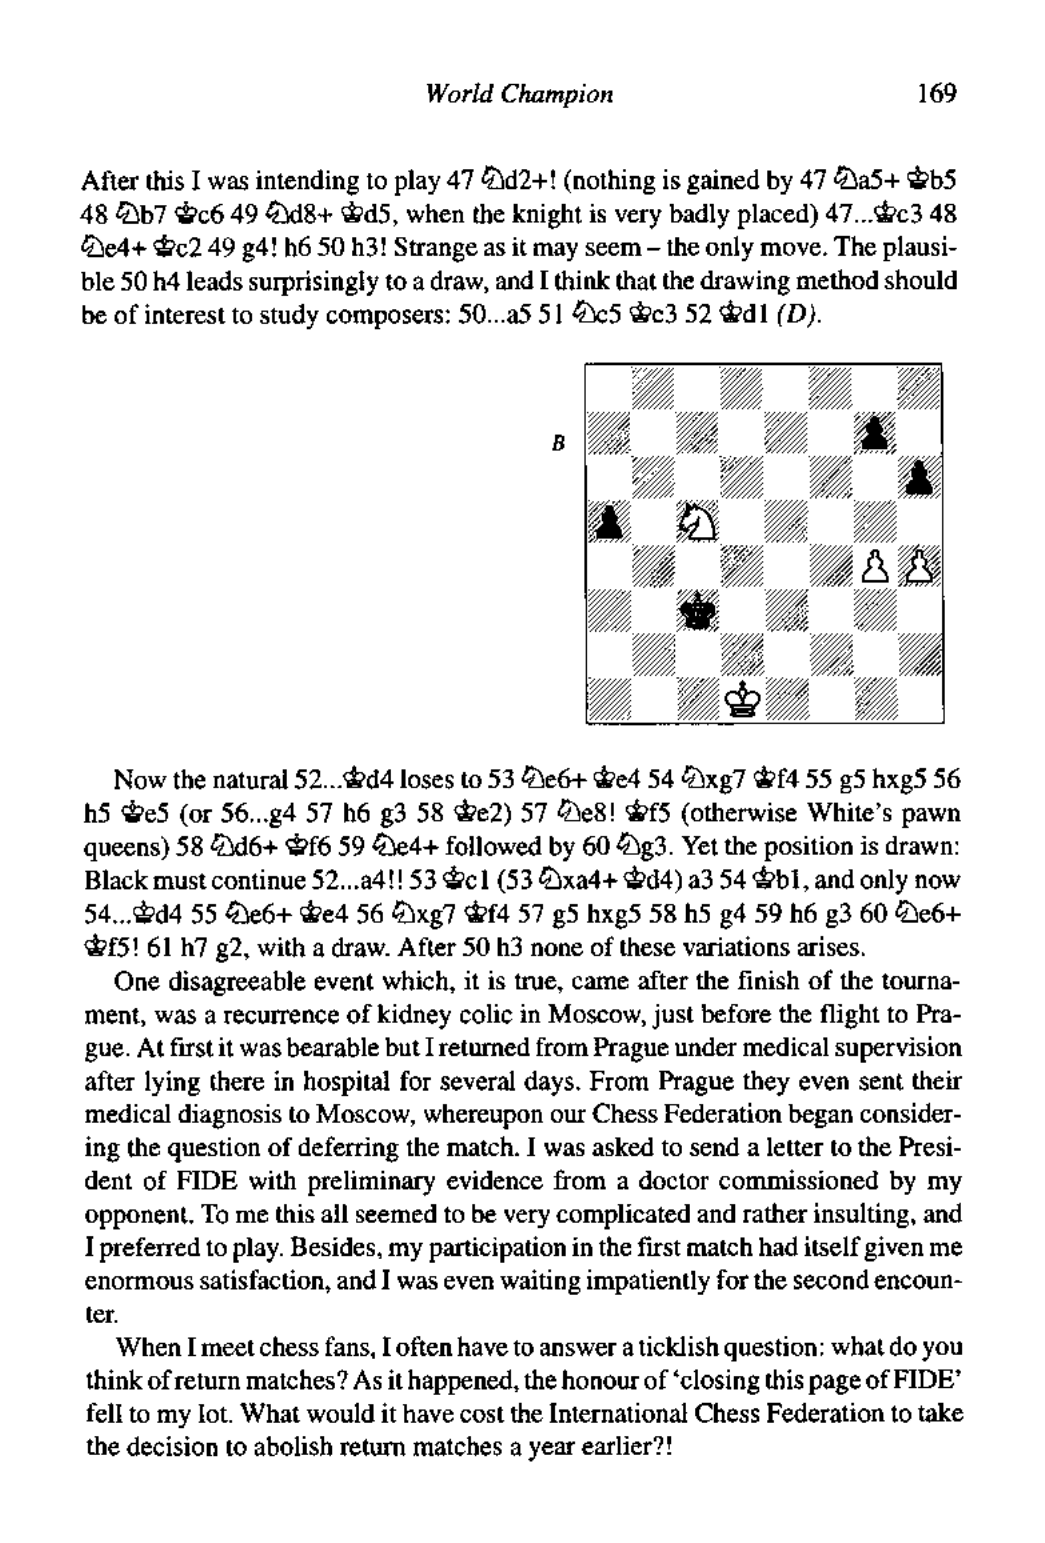 World Champion 169
After this I was intending to play 47 ♘d2+! (nothing is gained by 47 ♘a5+ ♚b5
48 ♘b7 ♚c6 49 ♘d8+ ♚d5, when the knight is very badly placed) 47...♚c3 48
♘e4+ ♚c2 49 g4! h6 50 h3! Strange as it may seem – the only move. The plausi-
ble 50 h4 leads surprisingly to a draw, and I think that the drawing method should
be of interest to study composers: 50...a5 51 ♘c5 ♚c3 52 ♚d1 (D).
B
Now the natural 52...♚d4 loses to 53 ♘e6+ ♚e4 54 ♘xg7 ♚f4 55 g5 hxg5 56
h5 ♚e5 (or 56...g4 57 h6 g3 58 ♚e2) 57 ♘e8! ♚f5 (otherwise White's pawn
queens) 58 ♘d6+ ♚f6 59 ♘e4+ followed by 60 ♘g3. Yet the position is drawn:
Black must continue 52...a4!! 53 ♚c1 (53 ♘xa4+ ♚d4) a3 54 ♚b1, and only now
54...♚d4 55 ♘e6+ ♚e4 56 ♘xg7 ♚f4 57 g5 hxg5 58 h5 g4 59 h6 g3 60 ♘e6+
♚f5! 61 h7 g2, with a draw. After 50 h3 none of these variations arises.
One disagreeable event which, it is true, came after the finish of the tourna-
ment, was a recurrence of kidney colic in Moscow, just before the flight to Pra-
gue. At first it was bearable but I returned from Prague under medical supervision
after lying there in hospital for several days. From Prague they even sent their
medical diagnosis to Moscow, whereupon our Chess Federation began consider-
ing the question of deferring the match. I was asked to send a letter to the Presi-
dent of FIDE with preliminary evidence from a doctor commissioned by my
opponent. To me this all seemed to be very complicated and rather insulting, and
I preferred to play. Besides, my participation in the first match had itself given me
enormous satisfaction, and I was even waiting impatiently for the second encoun-
ter.
When I meet chess fans, I often have to answer a ticklish question: what do you
think of return matches? As it happened, the honour of 'closing this page of FIDE'
fell to my lot. What would it have cost the International Chess Federation to take
the decision to abolish return matches a year earlier?!